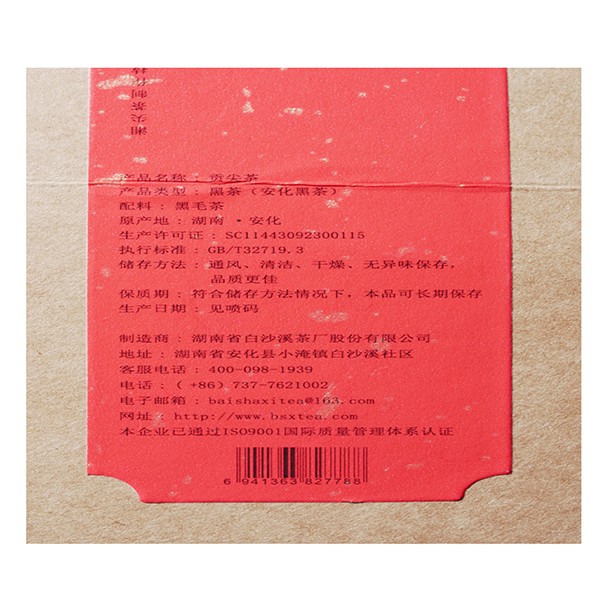 湘尖茶制
产品名称：贡尖茶
产品类型：黑茶（安化黑茶）
配料：黑毛茶
原产地：湖南·安化
生产许可证：SC11443092300115
执行标准：GB/T32719.3
储存方法：通风、清洁、干燥、无异味保存，
品质更佳
保质期：符合储存方法情况下，本品可长期保存
生产日期：见喷码
制造商：湖南省白沙溪茶厂股份有限公司
地址：湖南省安化县小淹镇白沙溪社区
客服电话：400-098-1939
电话：(+86) 737-7621002
电子邮箱：baishaxitea@163.com
网址：http://www.bsxtea.com
本企业已通过ISO9001国际质量管理体系认证
6 941363 827788